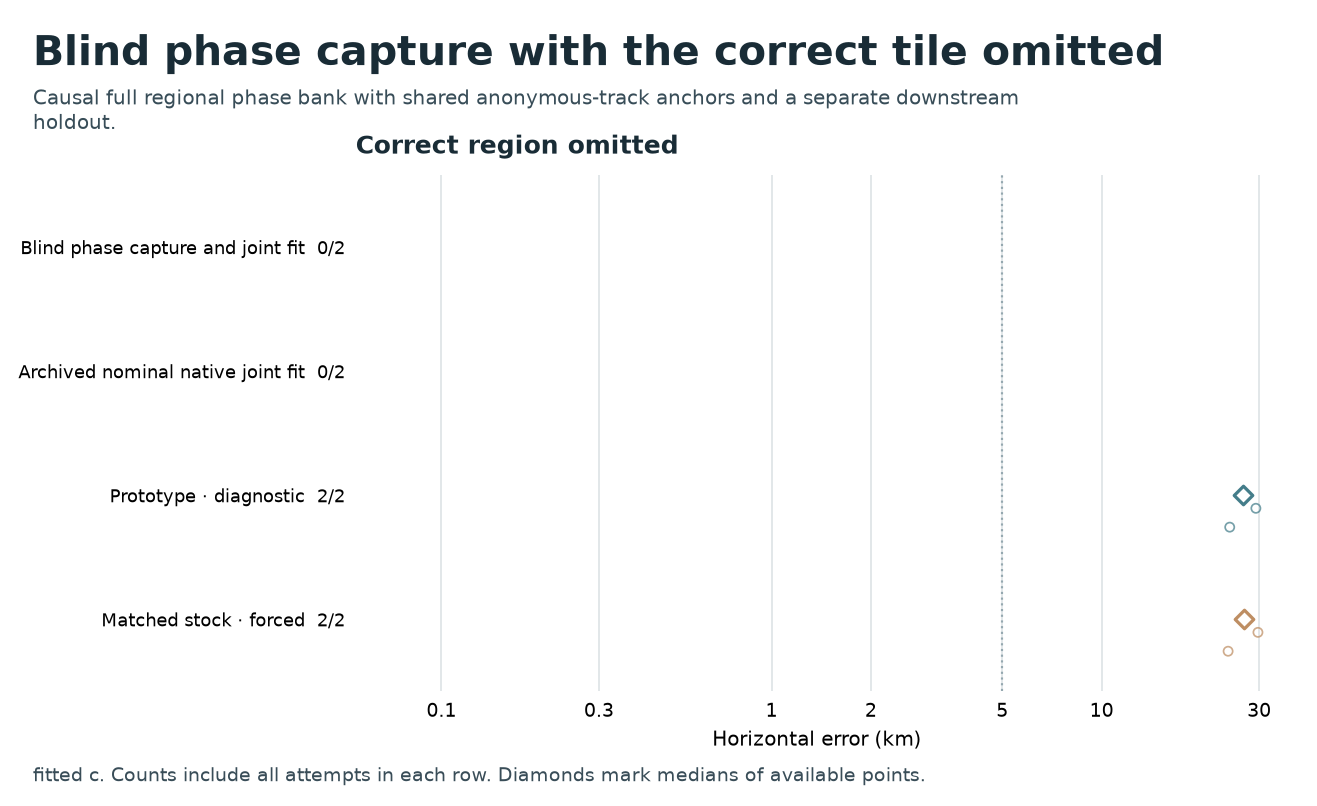 Blind phase capture with the correct tile omitted
Causal full regional phase bank with shared anonymous-track anchors and a separate downstream
holdout.
Correct region omitted
Blind phase capture and joint fit 0/2
Archived nominal native joint fit 0/2
Prototype · diagnostic 2/2
Matched stock · forced 2/2
0.1 0.3 1 2 5 10 30
Horizontal error (km)
fitted c. Counts include all attempts in each row. Diamonds mark medians of available points.